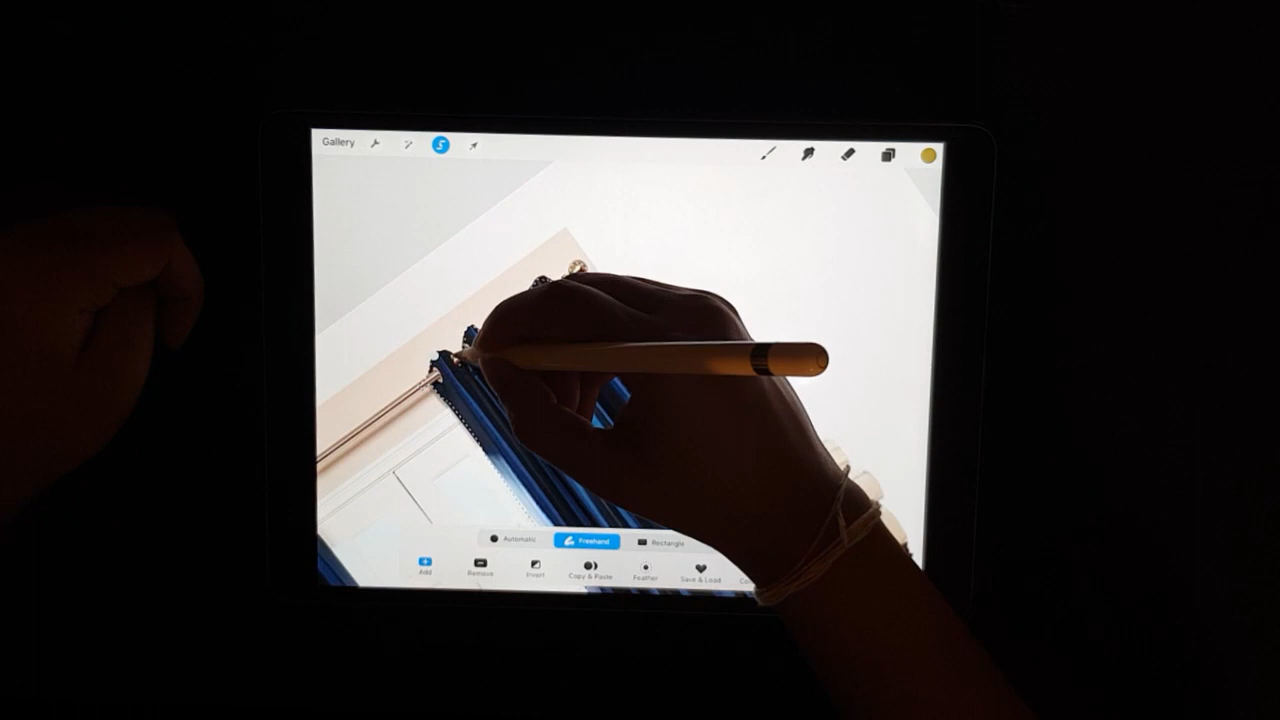 Gallery
Automatic Freehand Rectangle
Add Remove Invert Copy & Paste Feather Save & Load